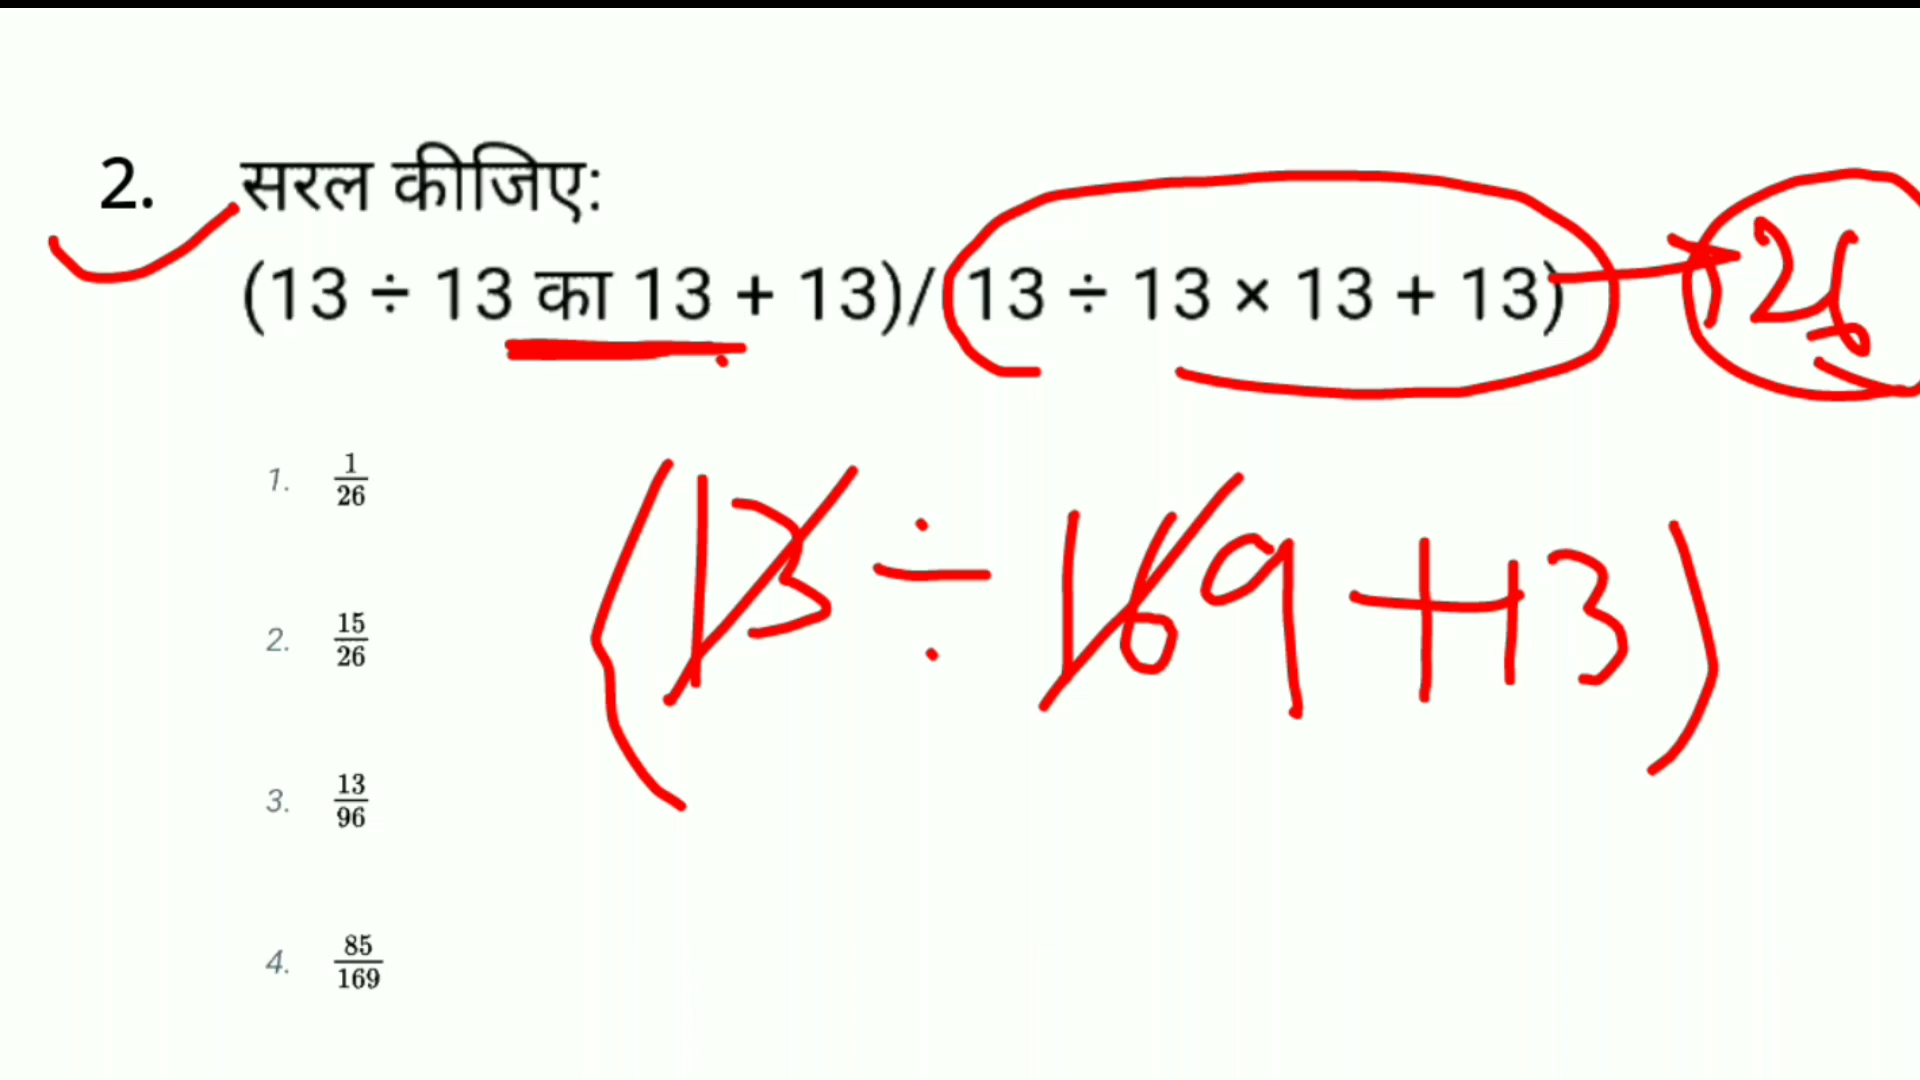 2. सरल कीजिए:
(13 ÷ 13 का 13 + 13)/(13 ÷ 13 × 13 + 13) 26
1. 1/26
(13 ÷ 169 + 13)
2. 15/26
3. 13/96
4. 85/169